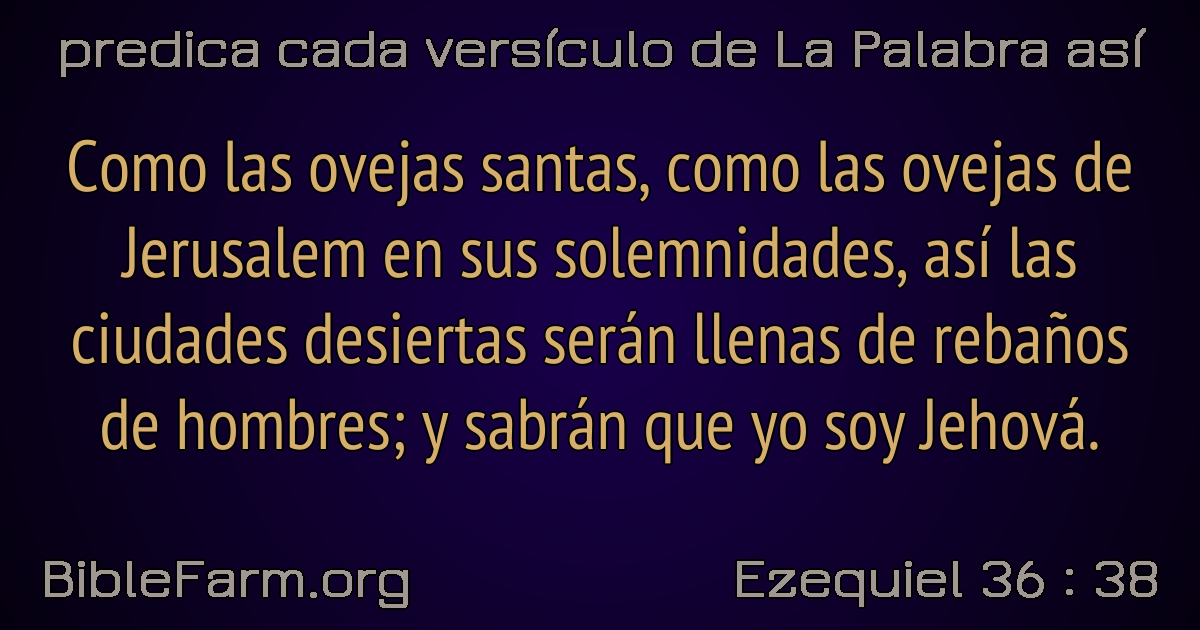 predica cada versículo de La Palabra así
Como las ovejas santas, como las ovejas de
Jerusalem en sus solemnidades, así las
ciudades desiertas serán llenas de rebaños
de hombres; y sabrán que yo soy Jehová.
BibleFarm.org
Ezequiel 36 : 38